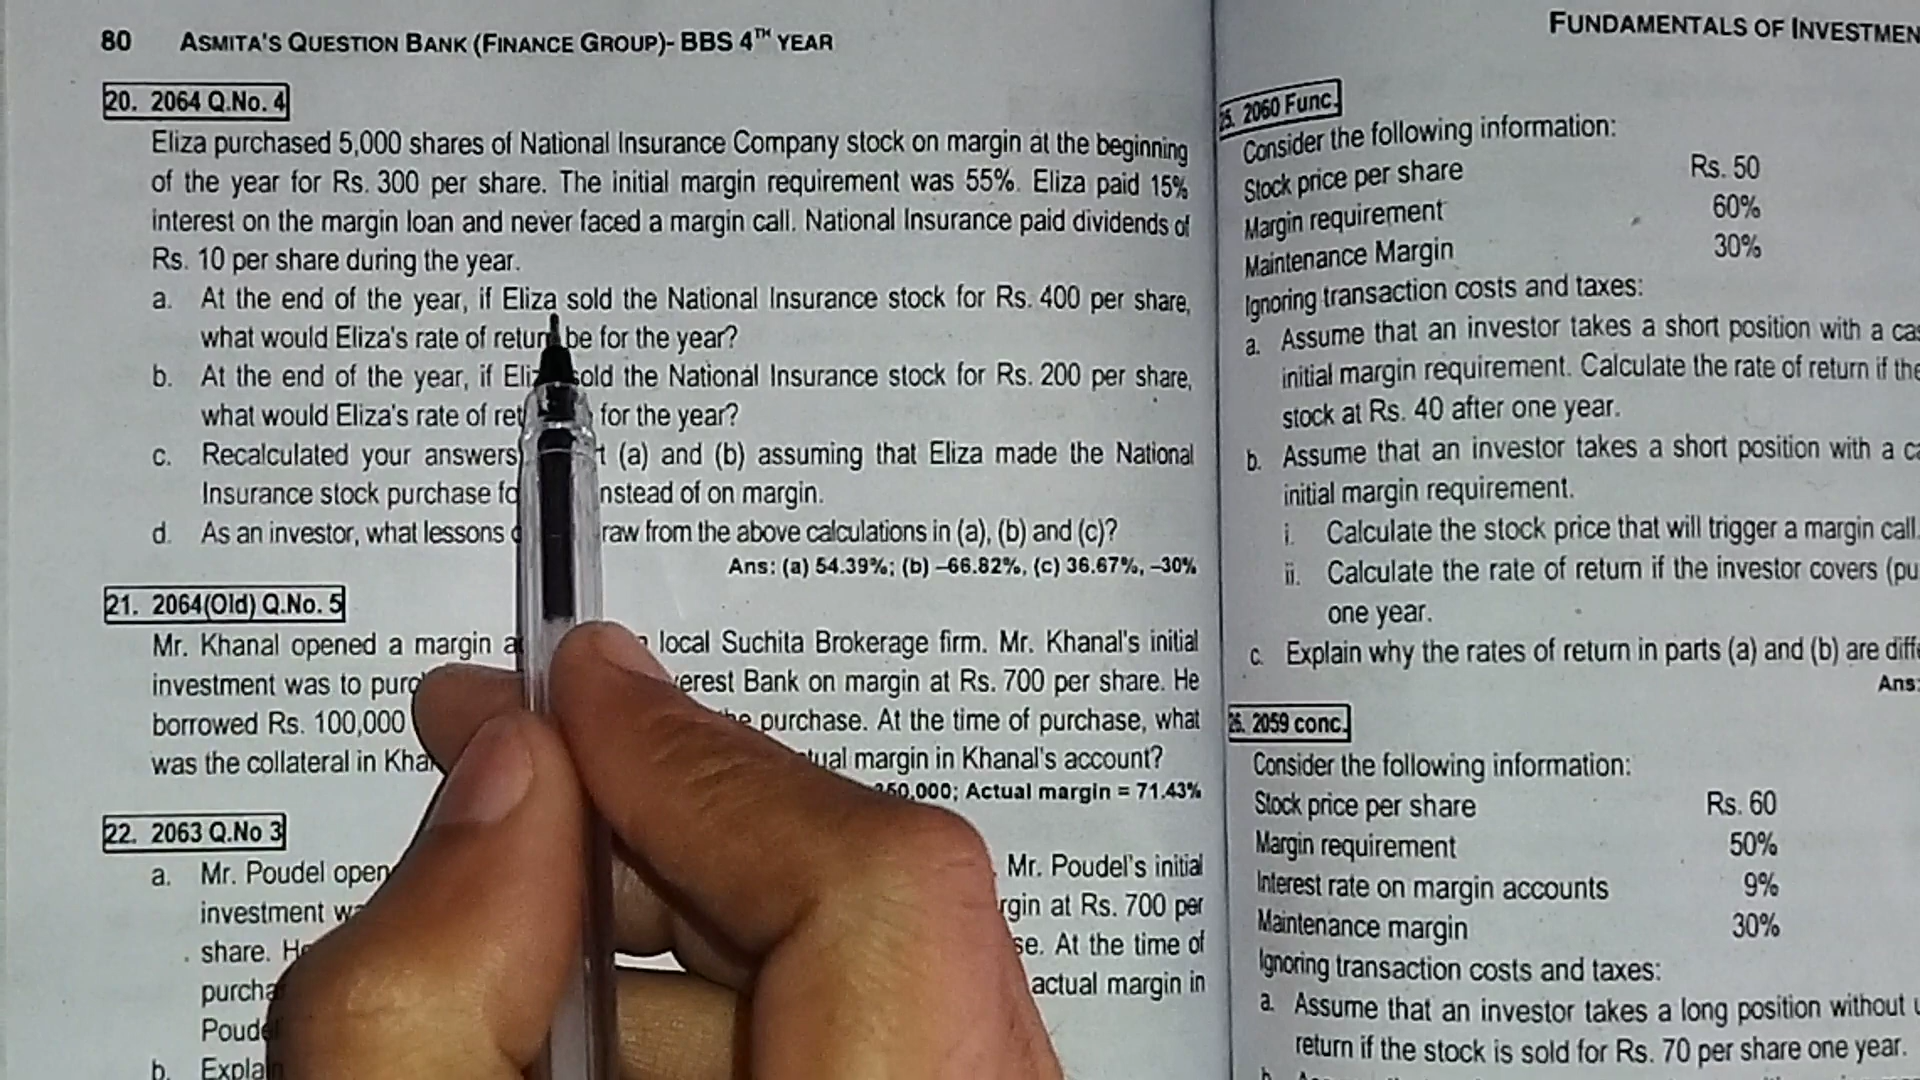 80 ASMITA'S QUESTION BANK (FINANCE GROUP)- BBS 4TH YEAR
20. 2064 Q.No. 4
Eliza purchased 5,000 shares of National Insurance Company stock on margin at the beginning
of the year for Rs. 300 per share. The initial margin requirement was 55%. Eliza paid 15%
interest on the margin loan and never faced a margin call. National Insurance paid dividends of
Rs. 10 per share during the year.
a. At the end of the year, if Eliza sold the National Insurance stock for Rs. 400 per share,
what would Eliza's rate of return be for the year?
b. At the end of the year, if Eliz sold the National Insurance stock for Rs. 200 per share,
what would Eliza's rate of ret for the year?
c. Recalculated your answers t (a) and (b) assuming that Eliza made the National
Insurance stock purchase fo nstead of on margin.
d. As an investor, what lessons raw from the above calculations in (a), (b) and (c)?
Ans: (a) 54.39%; (b) –66.82%, (c) 36.67%, –30%
21. 2064(Old) Q.No. 5
Mr. Khanal opened a margin a local Suchita Brokerage firm. Mr. Khanal's initial
investment was to purc erest Bank on margin at Rs. 700 per share. He
borrowed Rs. 100,000 he purchase. At the time of purchase, what
was the collateral in Kha ual margin in Khanal's account?
50,000; Actual margin = 71.43%
22. 2063 Q.No 3
a. Mr. Poudel open Mr. Poudel's initial
investment w rgin at Rs. 700 per
share. He se. At the time of
purcha actual margin in
Poude
b. Explain
FUNDAMENTALS OF INVESTMEN
25. 2060 Func.
Consider the following information:
Stock price per share Rs. 50
Margin requirement 60%
Maintenance Margin 30%
Ignoring transaction costs and taxes:
a. Assume that an investor takes a short position with a cas
initial margin requirement. Calculate the rate of return if the
stock at Rs. 40 after one year.
b. Assume that an investor takes a short position with a ca
initial margin requirement.
i. Calculate the stock price that will trigger a margin call.
ii. Calculate the rate of return if the investor covers (pu
one year.
c. Explain why the rates of return in parts (a) and (b) are diffe
Ans:
26. 2059 conc.
Consider the following information:
Stock price per share Rs. 60
Margin requirement 50%
Interest rate on margin accounts 9%
Maintenance margin 30%
Ignoring transaction costs and taxes:
a. Assume that an investor takes a long position without u
return if the stock is sold for Rs. 70 per share one year.